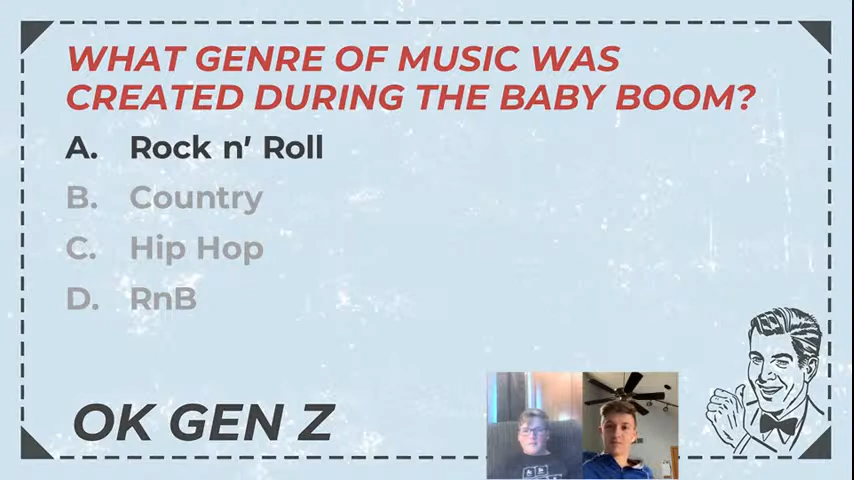 WHAT GENRE OF MUSIC WAS
CREATED DURING THE BABY BOOM?
A. Rock n’ Roll
B. Country
C. Hip Hop
D. RnB
OK GEN Z